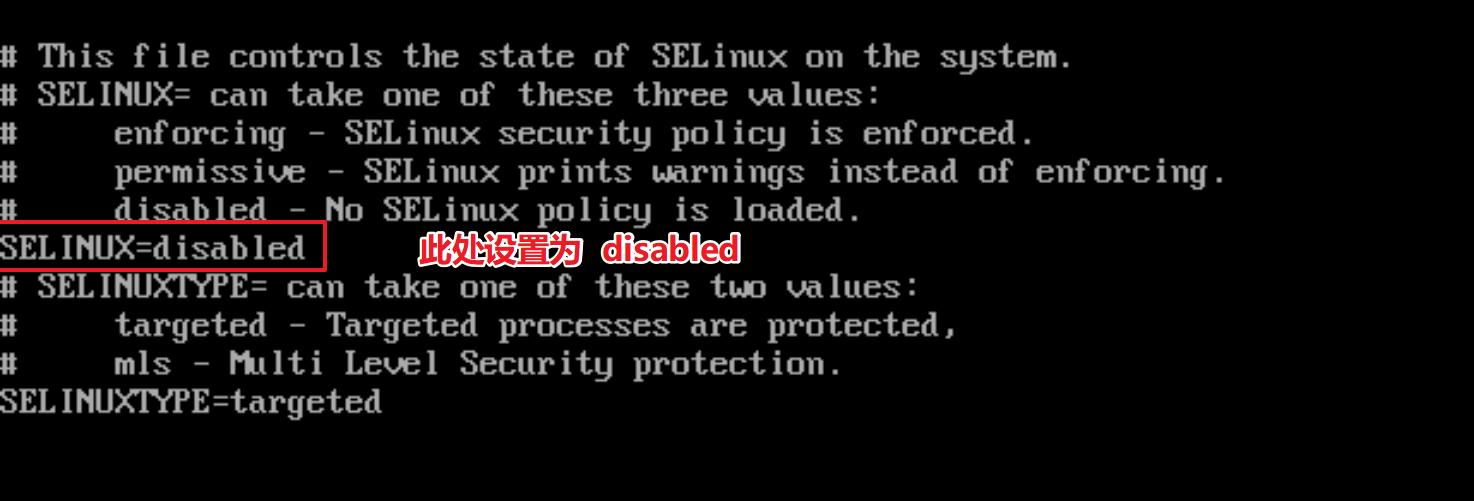 # This file controls the state of SELinux on the system.
# SELINUX= can take one of these three values:
#     enforcing - SELinux security policy is enforced.
#     permissive - SELinux prints warnings instead of enforcing.
#     disabled - No SELinux policy is loaded.
SELINUX=disabled 此处设置为 disabled
# SELINUXTYPE= can take one of these two values:
#     targeted - Targeted processes are protected,
#     mls - Multi Level Security protection.
SELINUXTYPE=targeted